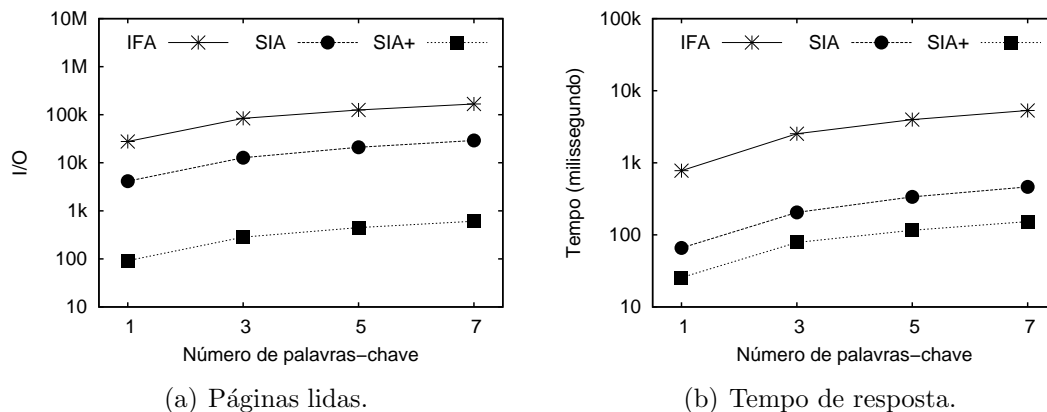 10M
1M
100k
10k
1k
100
10
I/O
IFA SIA SIA+
1 3 5 7
Número de palavras−chave
(a) Páginas lidas.
100k
10k
1k
100
10
Tempo (milissegundo)
IFA SIA SIA+
1 3 5 7
Número de palavras−chave
(b) Tempo de resposta.